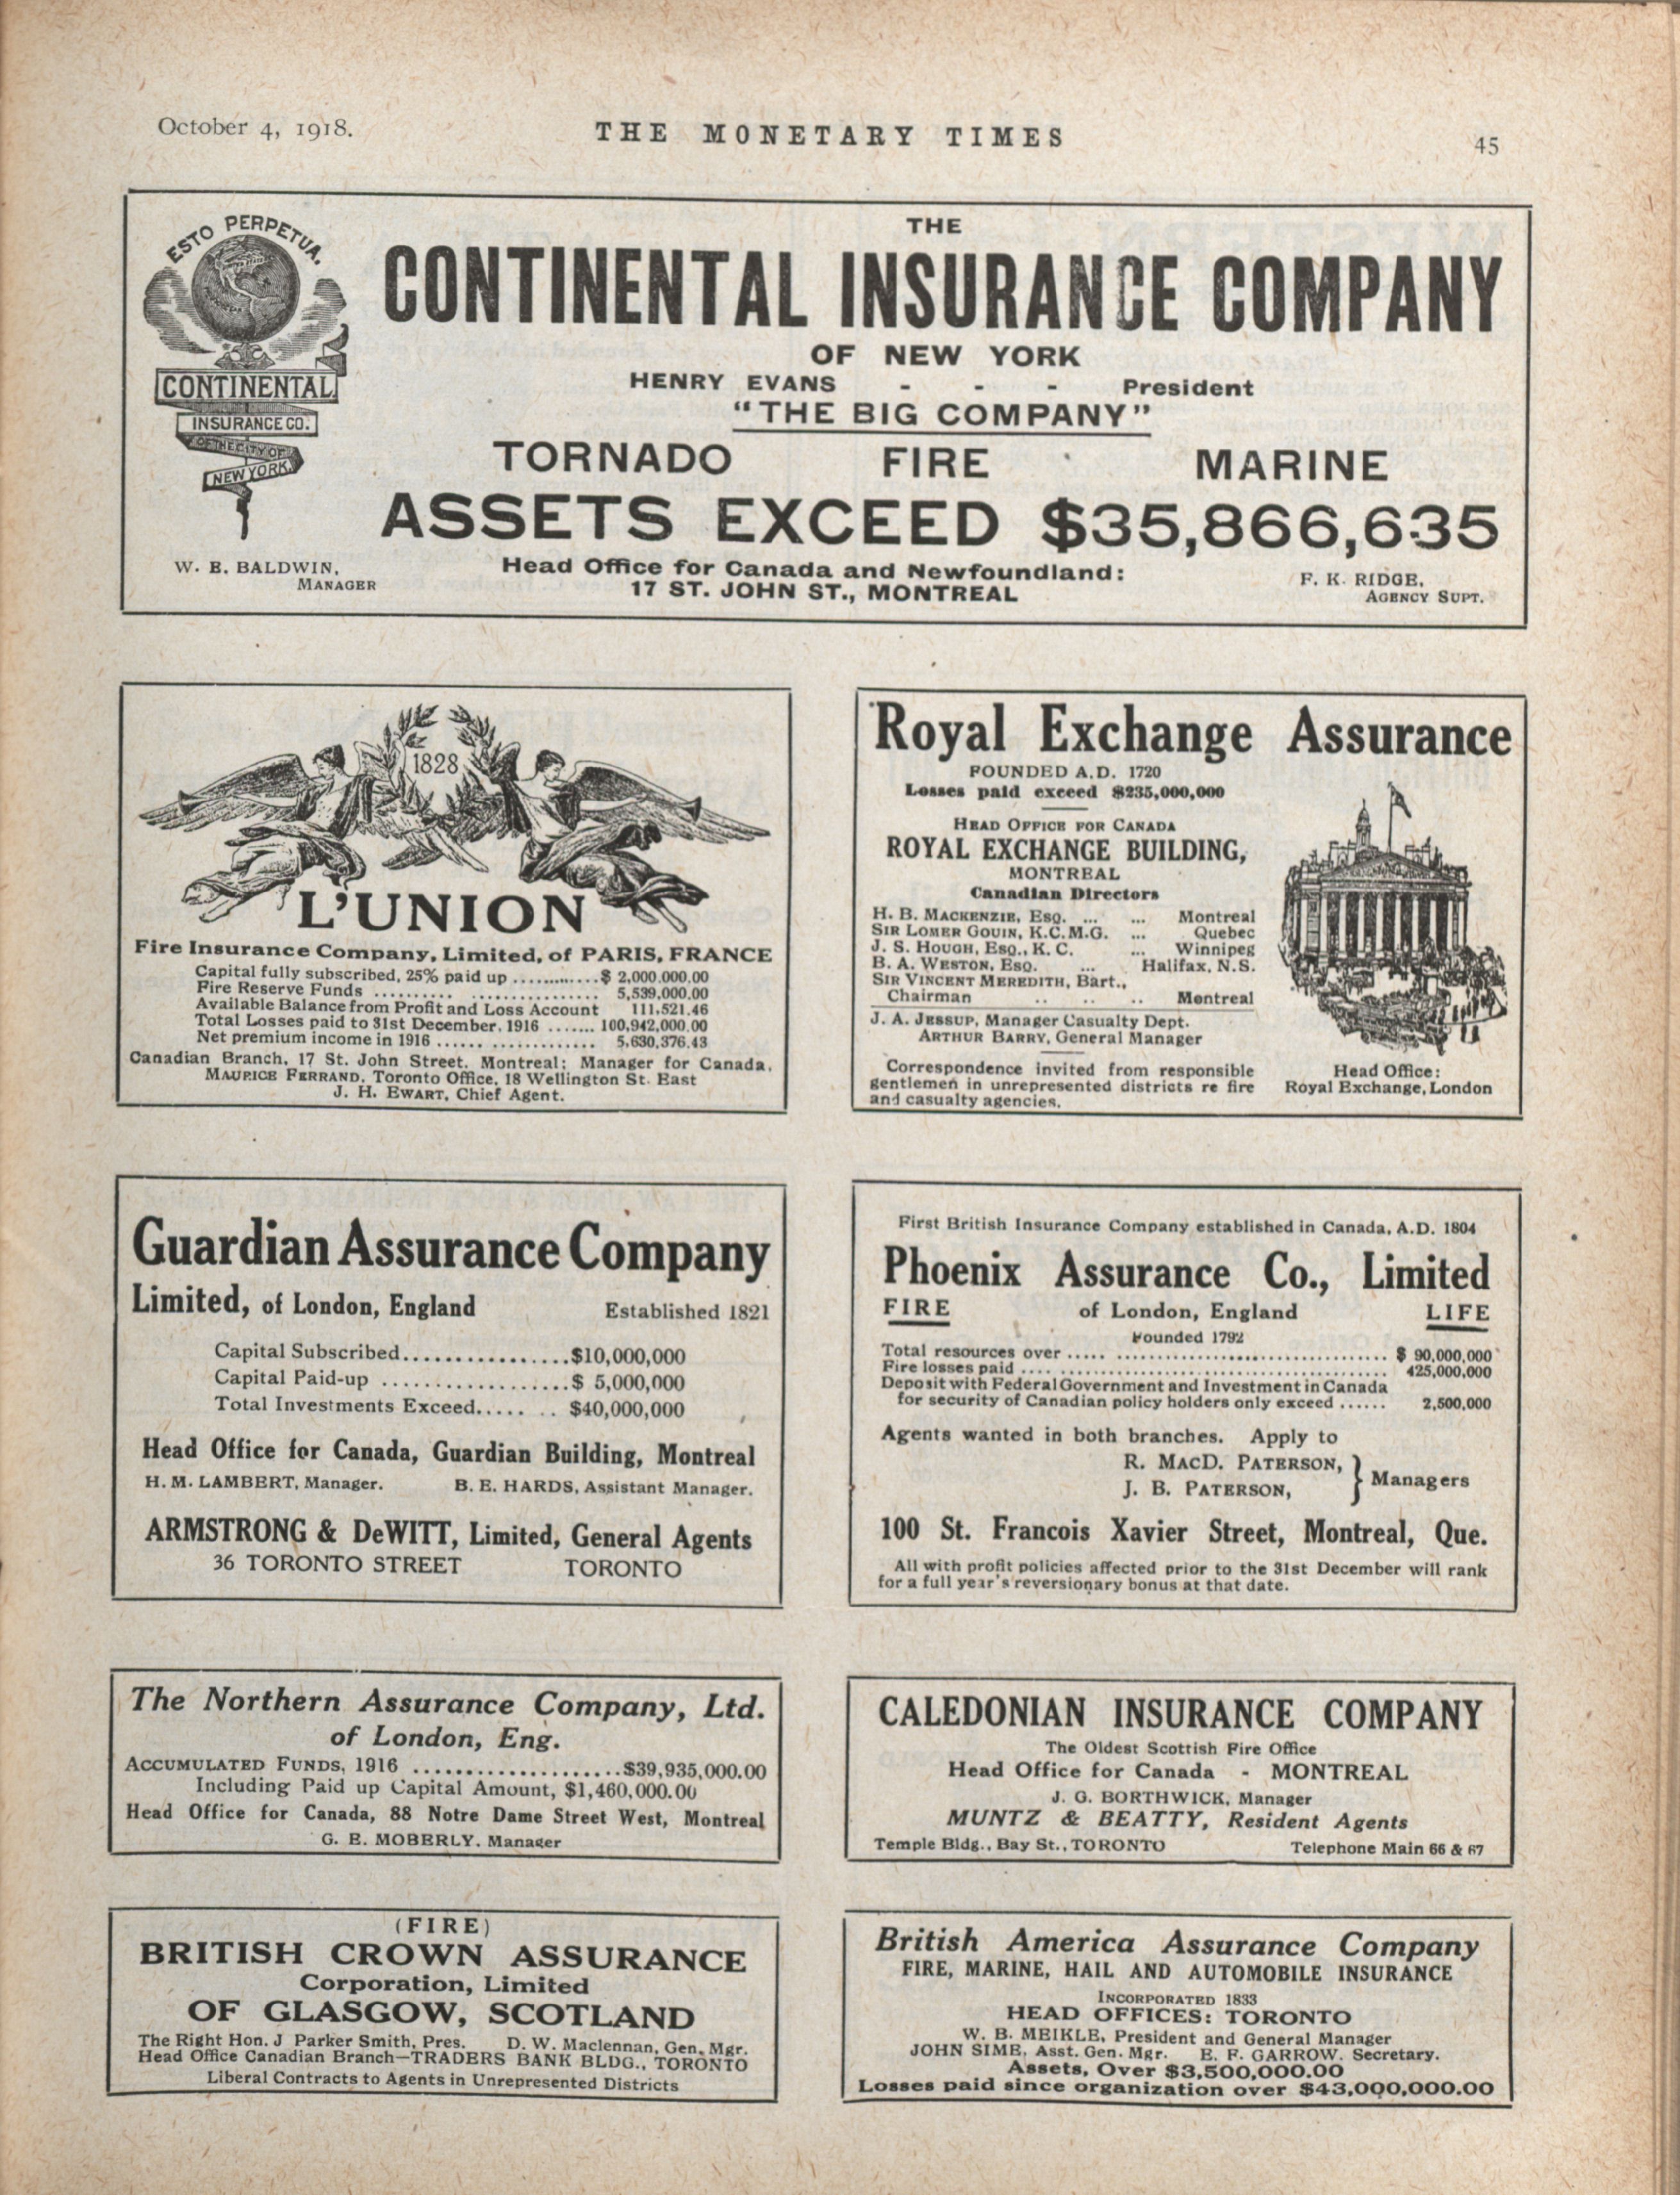 October 4, 1918.
THE MONETARY TIMES
45
ESTO PERPETUA.
CONTINENTAL
INSURANCE CO.
OF THE CITY OF
NEW YORK.
THE
CONTINENTAL INSURANCE COMPANY
OF NEW YORK
HENRY EVANS - - - President
"THE BIG COMPANY"
TORNADO FIRE MARINE
ASSETS EXCEED $35,866,635
W. E. BALDWIN,
MANAGER
Head Office for Canada and Newfoundland:
17 ST. JOHN ST., MONTREAL
F. K. RIDGE,
AGENCY SUPT.
1828
L'UNION
Fire Insurance Company, Limited, of PARIS, FRANCE
Capital fully subscribed, 25% paid up ............$ 2,000,000.00
Fire Reserve Funds .......... ............... 5,539,000.00
Available Balance from Profit and Loss Account 111,521.46
Total Losses paid to 31st December, 1916 ....... 100,942,000.00
Net premium income in 1916 ...... ............. 5,630,376.43
Canadian Branch, 17 St. John Street, Montreal; Manager for Canada,
MAURICE FERRAND. Toronto Office, 18 Wellington St. East
J. H. EWART, Chief Agent.
Royal Exchange Assurance
FOUNDED A.D. 1720
Losses paid exceed $235,000,000
HEAD OFFICE FOR CANADA
ROYAL EXCHANGE BUILDING,
MONTREAL
Canadian Directors
H. B. MACKENZIE, ESQ. ... ... Montreal
SIR LOMER GOUIN, K.C.M.G. ... Quebec
J. S. HOUGH, ESQ., K. C. ... Winnipeg
B. A. WESTON, ESQ. ... Halifax, N.S.
SIR VINCENT MEREDITH, Bart.,
Chairman .. .. .. Montreal
J. A. JESSUP, Manager Casualty Dept.
ARTHUR BARRY, General Manager
Correspondence invited from responsible
gentlemen in unrepresented districts re fire
and casualty agencies.
Head Office:
Royal Exchange, London
Guardian Assurance Company
Limited, of London, England Established 1821
Capital Subscribed................$10,000,000
Capital Paid-up ..................$ 5,000,000
Total Investments Exceed..... .. $40,000,000
Head Office for Canada, Guardian Building, Montreal
H. M. LAMBERT, Manager. B. E. HARDS, Assistant Manager.
ARMSTRONG & DeWITT, Limited, General Agents
36 TORONTO STREET TORONTO
First British Insurance Company established in Canada, A.D. 1804
Phoenix Assurance Co., Limited
FIRE of London, England LIFE
Founded 1792
Total resources over ..... .............................. $ 90,000,000
Fire losses paid .... .................................... 425,000,000
Deposit with Federal Government and Investment in Canada
for security of Canadian policy holders only exceed ...... 2,500,000
Agents wanted in both branches. Apply to
R. MACD. PATERSON,
J. B. PATERSON,
} Managers
100 St. Francois Xavier Street, Montreal, Que.
All with profit policies affected prior to the 31st December will rank
for a full year's reversionary bonus at that date.
The Northern Assurance Company, Ltd.
of London, Eng.
ACCUMULATED FUNDS, 1916 ....................$39,935,000.00
Including Paid up Capital Amount, $1,460,000.00
Head Office for Canada, 88 Notre Dame Street West, Montreal
G. E. MOBERLY, Manager
CALEDONIAN INSURANCE COMPANY
The Oldest Scottish Fire Office
Head Office for Canada - MONTREAL
J. G. BORTHWICK, Manager
MUNTZ & BEATTY, Resident Agents
Temple Bldg., Bay St., TORONTO Telephone Main 66 & 67
(FIRE)
BRITISH CROWN ASSURANCE
Corporation, Limited
OF GLASGOW, SCOTLAND
The Right Hon. J Parker Smith, Pres. D. W. Maclennan, Gen. Mgr.
Head Office Canadian Branch—TRADERS BANK BLDG., TORONTO
Liberal Contracts to Agents in Unrepresented Districts
British America Assurance Company
FIRE, MARINE, HAIL AND AUTOMOBILE INSURANCE
INCORPORATED 1833
HEAD OFFICES: TORONTO
W. B. MEIKLE, President and General Manager
JOHN SIME, Asst. Gen. Mgr. E. F. GARROW, Secretary.
Assets, Over $3,500,000.00
Losses paid since organization over $43,000,000.00